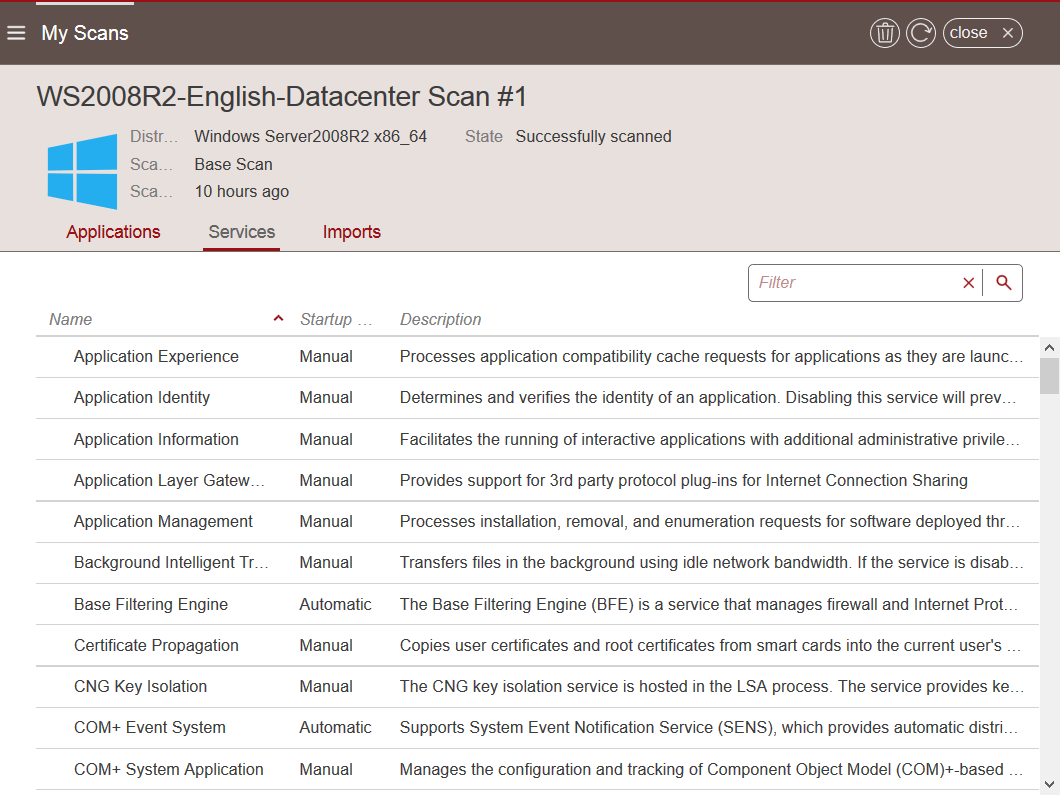 My Scans
close
WS2008R2-English-Datacenter Scan #1
Distr… Windows Server2008R2 x86_64 State Successfully scanned
Sca… Base Scan
Sca… 10 hours ago
Applications Services Imports
Filter
Name Startup … Description
Application Experience Manual Processes application compatibility cache requests for applications as they are launc…
Application Identity Manual Determines and verifies the identity of an application. Disabling this service will prev…
Application Information Manual Facilitates the running of interactive applications with additional administrative privile…
Application Layer Gatew… Manual Provides support for 3rd party protocol plug-ins for Internet Connection Sharing
Application Management Manual Processes installation, removal, and enumeration requests for software deployed thr…
Background Intelligent Tr… Manual Transfers files in the background using idle network bandwidth. If the service is disab…
Base Filtering Engine Automatic The Base Filtering Engine (BFE) is a service that manages firewall and Internet Prot…
Certificate Propagation Manual Copies user certificates and root certificates from smart cards into the current user's …
CNG Key Isolation Manual The CNG key isolation service is hosted in the LSA process. The service provides ke…
COM+ Event System Automatic Supports System Event Notification Service (SENS), which provides automatic distri…
COM+ System Application Manual Manages the configuration and tracking of Component Object Model (COM)+-based …